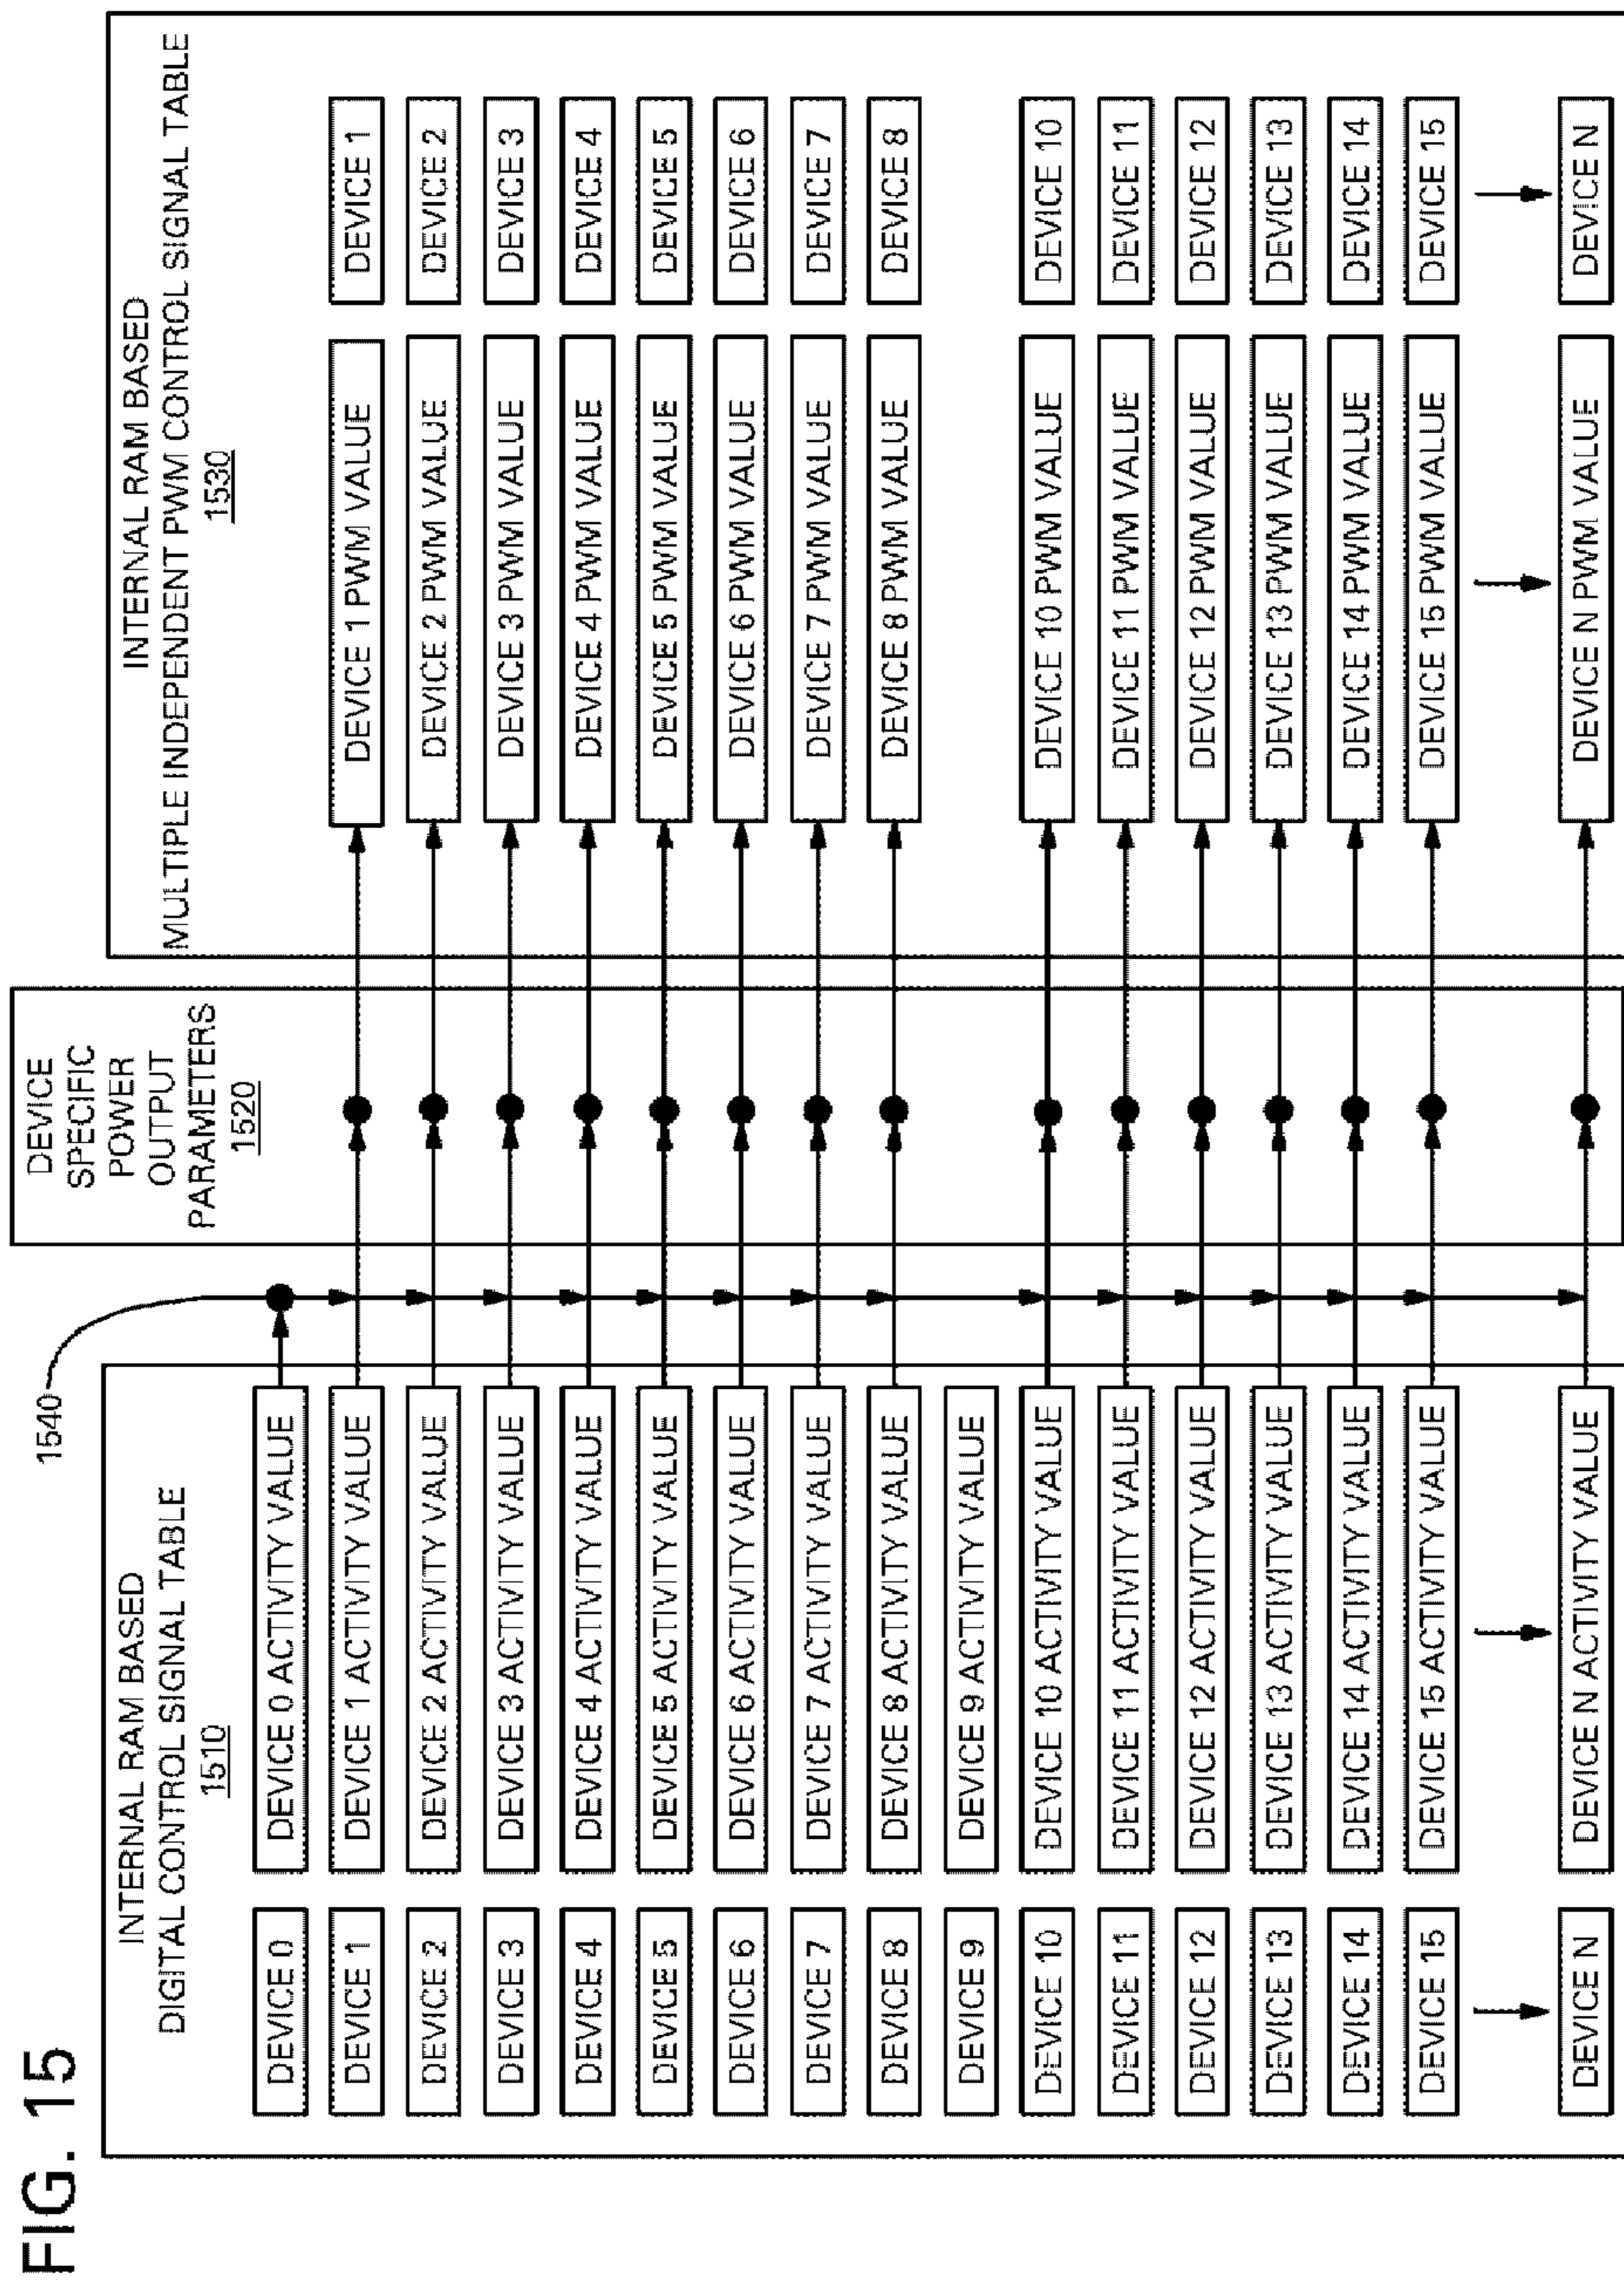 FIG. 15
INTERNAL RAM BASED
DIGITAL CONTROL SIGNAL TABLE
1510
DEVICE 0
DEVICE 0 ACTIVITY VALUE
DEVICE 1
DEVICE 1 ACTIVITY VALUE
DEVICE 2
DEVICE 2 ACTIVITY VALUE
DEVICE 3
DEVICE 3 ACTIVITY VALUE
DEVICE 4
DEVICE 4 ACTIVITY VALUE
DEVICE 5
DEVICE 5 ACTIVITY VALUE
DEVICE 6
DEVICE 6 ACTIVITY VALUE
DEVICE 7
DEVICE 7 ACTIVITY VALUE
DEVICE 8
DEVICE 8 ACTIVITY VALUE
DEVICE 9
DEVICE 9 ACTIVITY VALUE
DEVICE 10
DEVICE 10 ACTIVITY VALUE
DEVICE 11
DEVICE 11 ACTIVITY VALUE
DEVICE 12
DEVICE 12 ACTIVITY VALUE
DEVICE 13
DEVICE 13 ACTIVITY VALUE
DEVICE 14
DEVICE 14 ACTIVITY VALUE
DEVICE 15
DEVICE 15 ACTIVITY VALUE
DEVICE N
DEVICE N ACTIVITY VALUE
1540
DEVICE
SPECIFIC
POWER
OUTPUT
PARAMETERS
1520
INTERNAL RAM BASED
MULTIPLE INDEPENDENT PWM CONTROL SIGNAL TABLE
1530
DEVICE 1 PWM VALUE
DEVICE 1
DEVICE 2 PWM VALUE
DEVICE 2
DEVICE 3 PWM VALUE
DEVICE 3
DEVICE 4 PWM VALUE
DEVICE 4
DEVICE 5 PWM VALUE
DEVICE 5
DEVICE 6 PWM VALUE
DEVICE 6
DEVICE 7 PWM VALUE
DEVICE 7
DEVICE 8 PWM VALUE
DEVICE 8
DEVICE 10 PWM VALUE
DEVICE 10
DEVICE 11 PWM VALUE
DEVICE 11
DEVICE 12 PWM VALUE
DEVICE 12
DEVICE 13 PWM VALUE
DEVICE 13
DEVICE 14 PWM VALUE
DEVICE 14
DEVICE 15 PWM VALUE
DEVICE 15
DEVICE N PWM VALUE
DEVICE N